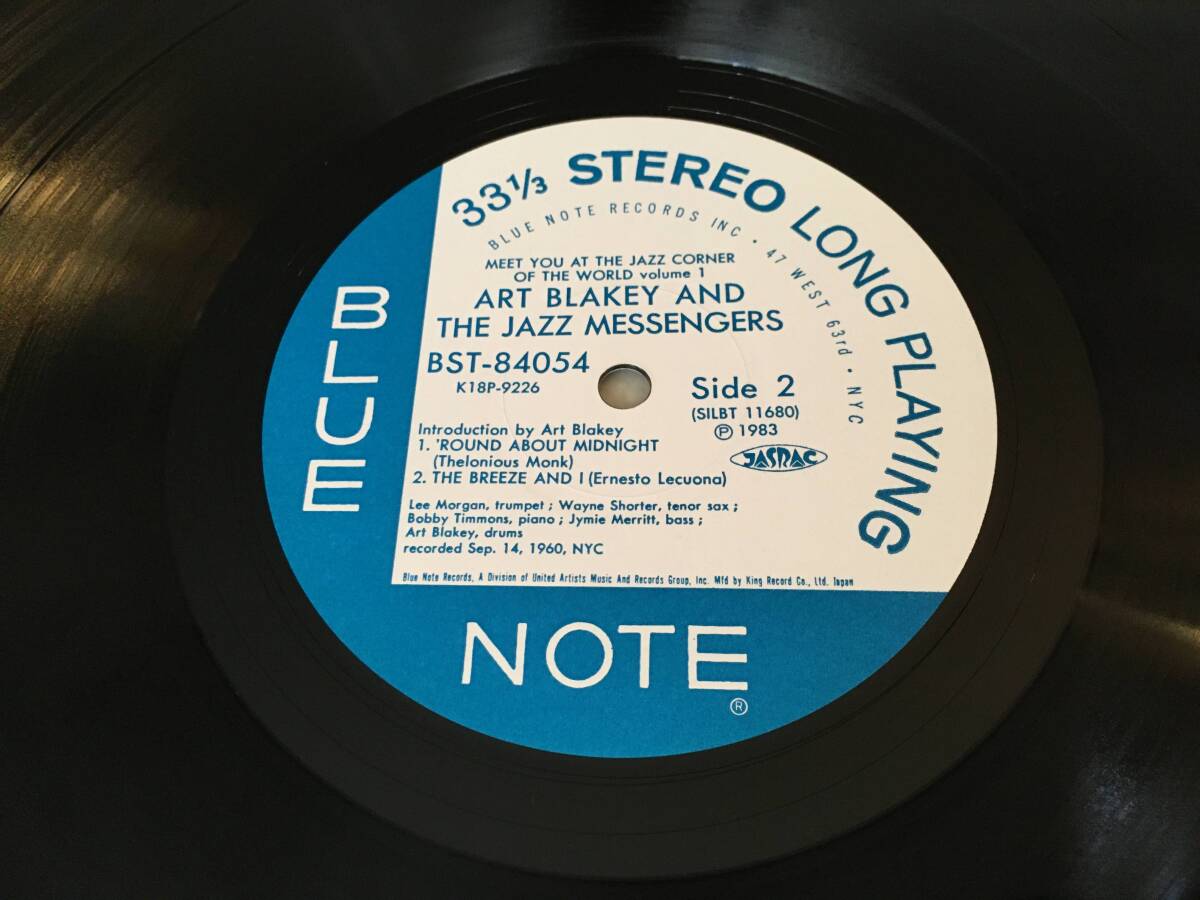 33⅓ STEREO LONG PLAYING
BLUE NOTE RECORDS INC • 47 WEST 63rd • NYC
MEET YOU AT THE JAZZ CORNER
OF THE WORLD volume 1
ART BLAKEY AND
THE JAZZ MESSENGERS
BST-84054
K18P-9226
Side 2
(SILBT 11680)
Ⓟ 1983
JASRAC
Introduction by Art Blakey
1. 'ROUND ABOUT MIDNIGHT
(Thelonious Monk)
2. THE BREEZE AND I (Ernesto Lecuona)
Lee Morgan, trumpet ; Wayne Shorter, tenor sax ;
Bobby Timmons, piano ; Jymie Merritt, bass ;
Art Blakey, drums
recorded Sep. 14, 1960, NYC
Blue Note Records, A Division of United Artists Music And Records Group, Inc. Mfd by King Record Co., Ltd. Japan
BLUE
NOTE
®